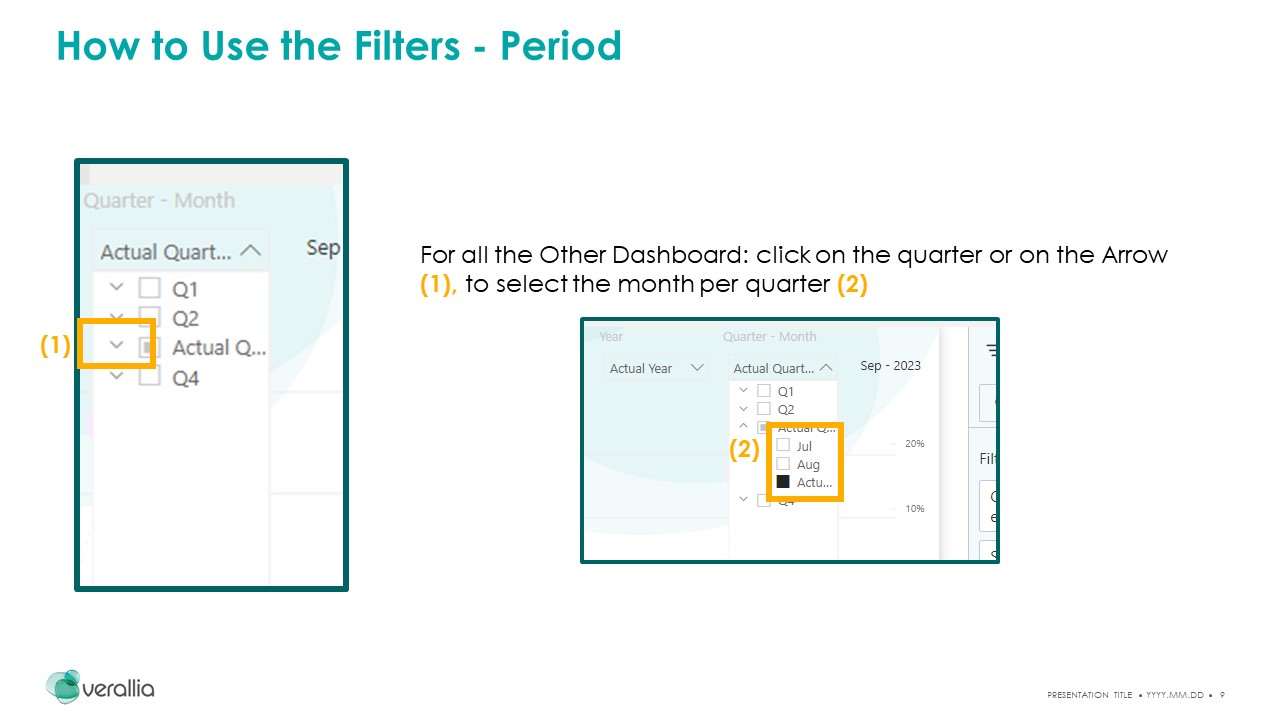 How to Use the Filters - Period
Quarter - Month
Actual Quart...
Sep
Q1
Q2
(1)
Actual Q...
Q4
For all the Other Dashboard: click on the quarter or on the Arrow
(1), to select the month per quarter (2)
Year
Quarter - Month
Actual Year
Actual Quart...
Sep - 2023
Q1
Q2
Actual Q...
(2)
Jul
20%
Aug
Filt
Actu...
Q4
10%
verallia
PRESENTATION TITLE • YYYY.MM.DD • 9